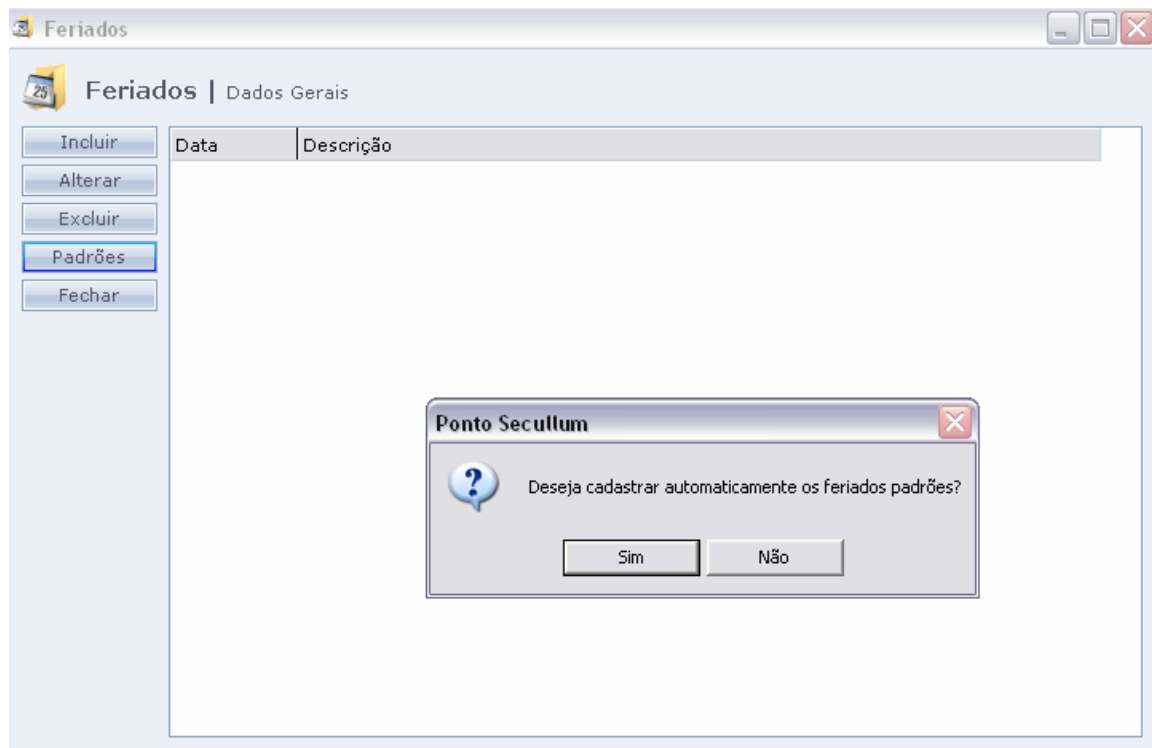 Feriados
Feriados | Dados Gerais
Incluir
Alterar
Excluir
Padrões
Fechar
Data Descrição
Ponto Secullum
Deseja cadastrar automaticamente os feriados padrões?
Sim Não